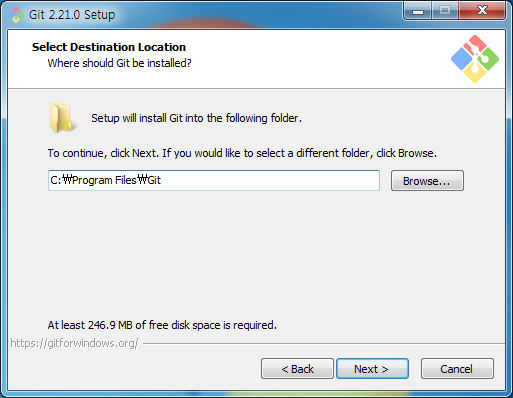 Git 2.21.0 Setup
Select Destination Location
Where should Git be installed?
Setup will install Git into the following folder.
To continue, click Next. If you would like to select a different folder, click Browse.
C:₩Program Files₩Git
Browse...
At least 246.9 MB of free disk space is required.
https://gitforwindows.org/
< Back
Next >
Cancel